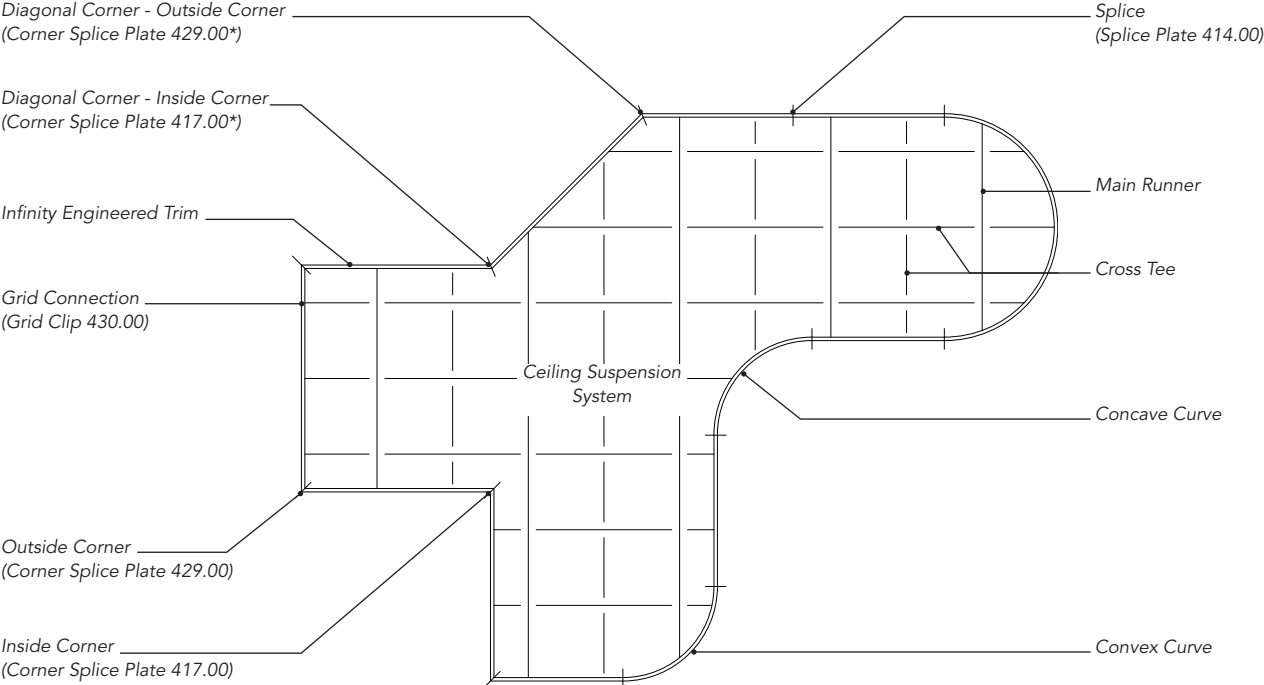 Diagonal Corner - Outside Corner
(Corner Splice Plate 429.00*)
Splice
(Splice Plate 414.00)
Diagonal Corner - Inside Corner
(Corner Splice Plate 417.00*)
Main Runner
Infinity Engineered Trim
Cross Tee
Grid Connection
(Grid Clip 430.00)
Ceiling Suspension
System
Concave Curve
Outside Corner
(Corner Splice Plate 429.00)
Inside Corner
(Corner Splice Plate 417.00)
Convex Curve